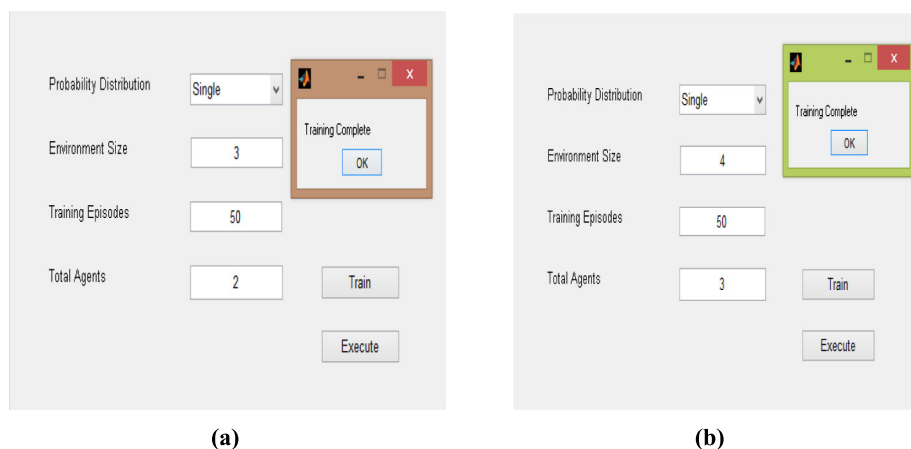 Probability Distribution
Single
Environment Size
3
Training Episodes
50
Total Agents
2
Train
Execute
X
Training Complete
OK
(a)
Probability Distribution
Single
Environment Size
4
Training Episodes
50
Total Agents
3
Train
Execute
X
Training Complete
OK
(b)